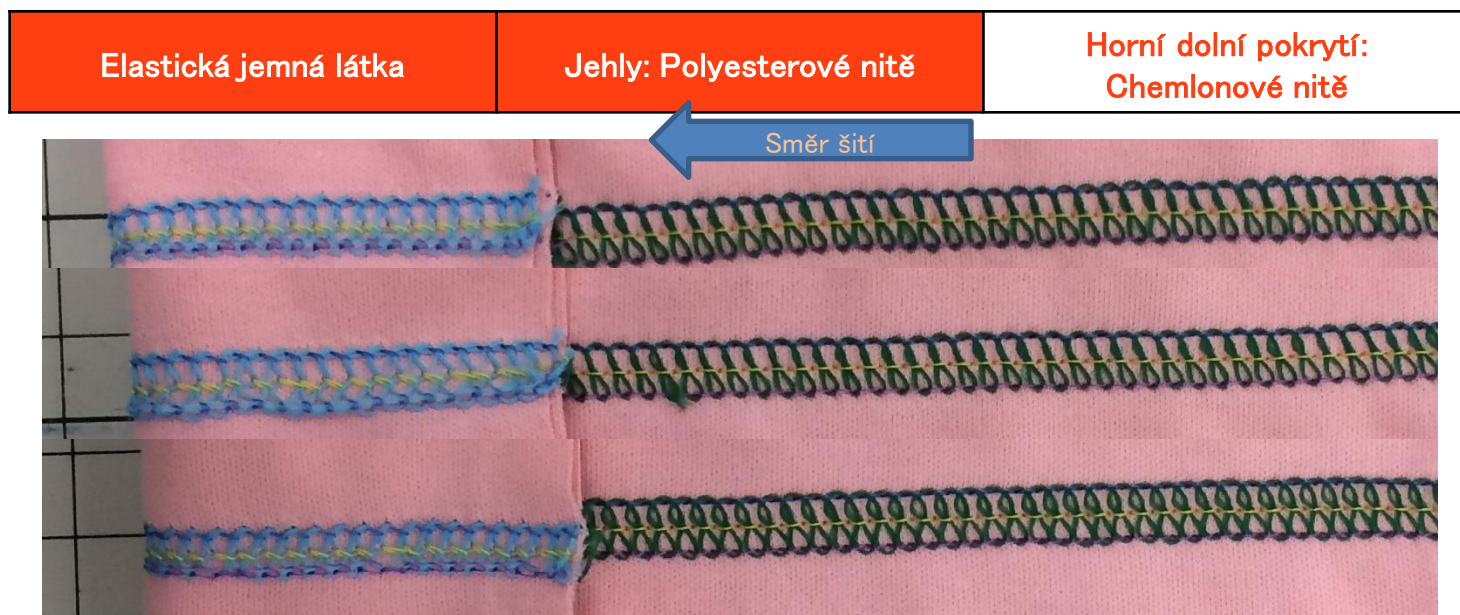 Elastická jemná látka
Jehly: Polyesterové nitě
Horní dolní pokrytí:
Chemlonové nitě
Směr šití